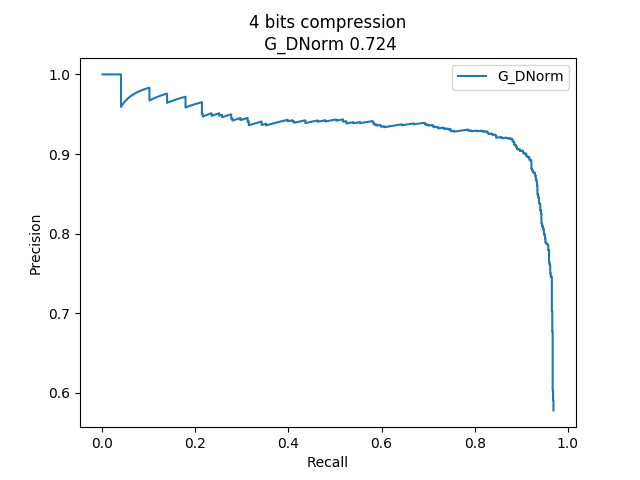 4 bits compression
G_DNorm 0.724
G_DNorm
1.0
0.9
0.8
0.7
0.6
Precision
0.0 0.2 0.4 0.6 0.8 1.0
Recall